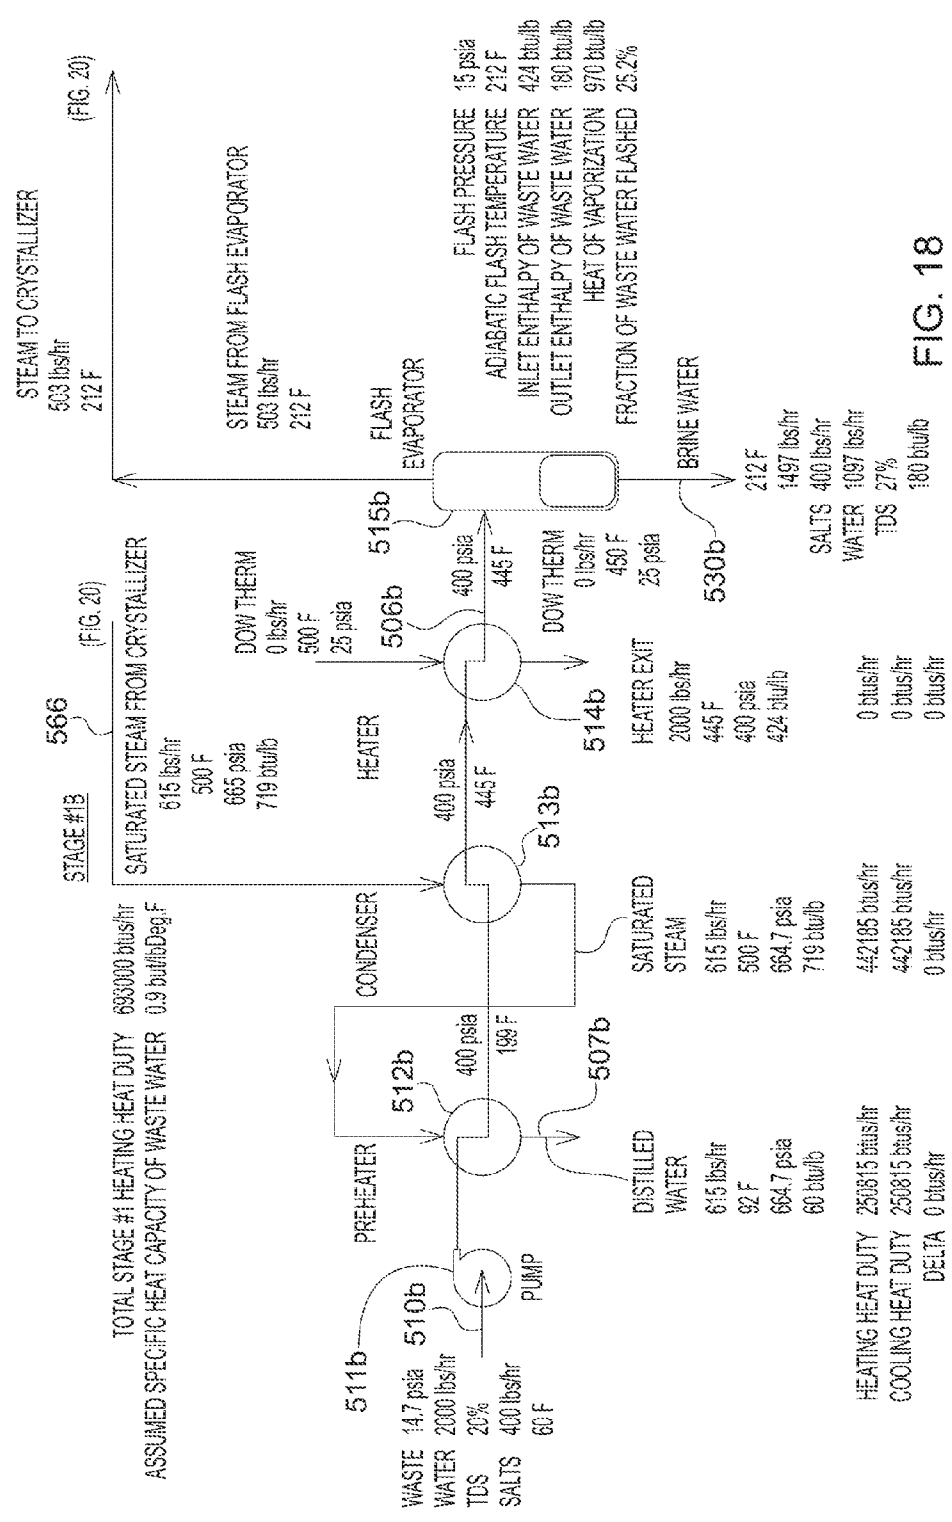 STAGE #1B
566
(FIG. 20)
STEAM TO CRYSTALLIZER
503 lbs/hr
212 F
(FIG. 20)
TOTAL STAGE #1 HEATING HEAT DUTY 693000 btus/hr
ASSUMED SPECIFIC HEAT CAPACITY OF WASTE WATER 0.9 but/lbDeg.F
SATURATED STEAM FROM CRYSTALLIZER
615 lbs/hr
500 F
665 psia
719 btu/lb
STEAM FROM FLASH EVAPORATOR
503 lbs/hr
212 F
DOW THERM
0 lbs/hr
500 F
25 psia
PREHEATER
CONDENSER
HEATER
FLASH
EVAPORATOR
511b
510b
512b
506b
515b
WASTE 14.7 psia
WATER 2000 lbs/hr
TDS 20%
SALTS 400 lbs/hr
60 F
PUMP
400 psia
199 F
400 psia
445 F
400 psia
445 F
513b
514b
507b
530b
FLASH PRESSURE 15 psia
ADIABATIC FLASH TEMPERATURE 212 F
INLET ENTHALPY OF WASTE WATER 424 btu/lb
OUTLET ENTHALPY OF WASTE WATER 180 btu/lb
HEAT OF VAPORIZATION 970 btu/lb
FRACTION OF WASTE WATER FLASHED 25.2%
DOW THERM
0 lbs/hr
450 F
25 psia
DISTILLED
WATER
615 lbs/hr
92 F
664.7 psia
60 btu/lb
SATURATED
STEAM
615 lbs/hr
500 F
664.7 psia
719 btu/lb
HEATER EXIT
2000 lbs/hr
445 F
400 psia
424 btu/lb
BRINE WATER
212 F
1497 lbs/hr
SALTS 400 lbs/hr
WATER 1097 lbs/hr
TDS 27%
180 btu/lb
HEATING HEAT DUTY 250815 btus/hr 442185 btus/hr 0 btus/hr
COOLING HEAT DUTY 250815 btus/hr 442185 btus/hr 0 btus/hr
DELTA 0 btus/hr 0 btus/hr 0 btus/hr
FIG. 18